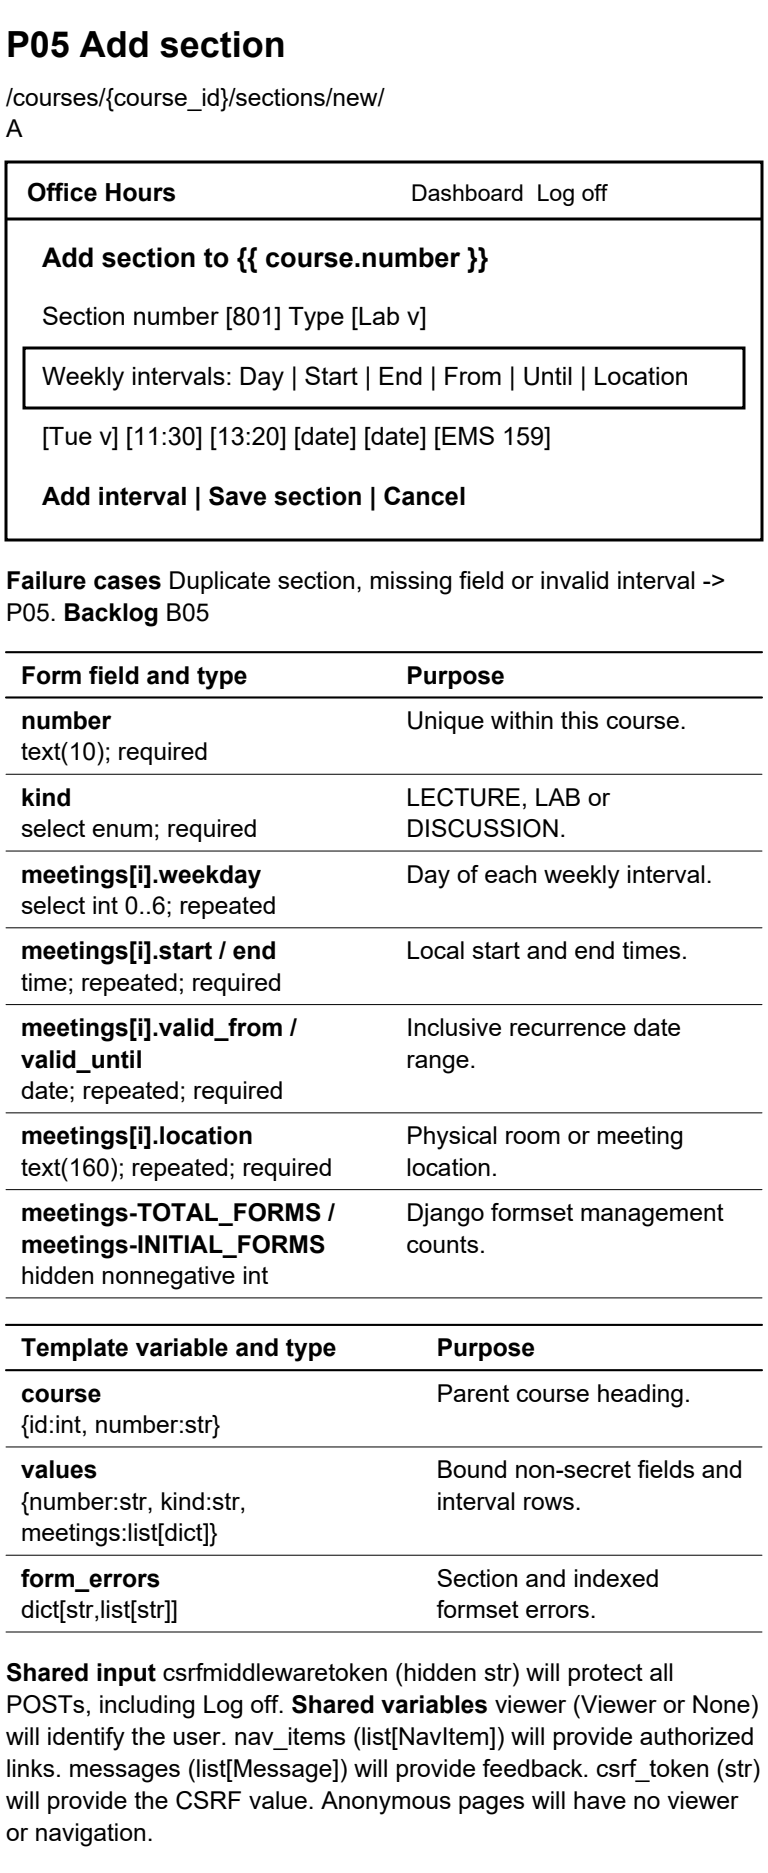 P05 Add section
/courses/{course_id}/sections/new/
A
Office Hours Dashboard Log off
Add section to {{ course.number }}
Section number [801] Type [Lab v]
Weekly intervals: Day | Start | End | From | Until | Location
[Tue v] [11:30] [13:20] [date] [date] [EMS 159]
Add interval | Save section | Cancel
Failure cases Duplicate section, missing field or invalid interval ->
P05. Backlog B05
Form field and type Purpose
number Unique within this course.
text(10); required
kind LECTURE, LAB or
select enum; required DISCUSSION.
meetings[i].weekday Day of each weekly interval.
select int 0..6; repeated
meetings[i].start / end Local start and end times.
time; repeated; required
meetings[i].valid_from / Inclusive recurrence date
valid_until range.
date; repeated; required
meetings[i].location Physical room or meeting
text(160); repeated; required location.
meetings-TOTAL_FORMS / Django formset management
meetings-INITIAL_FORMS counts.
hidden nonnegative int
Template variable and type Purpose
course Parent course heading.
{id:int, number:str}
values Bound non-secret fields and
{number:str, kind:str, interval rows.
meetings:list[dict]}
form_errors Section and indexed
dict[str,list[str]] formset errors.
Shared input csrfmiddlewaretoken (hidden str) will protect all
POSTs, including Log off. Shared variables viewer (Viewer or None)
will identify the user. nav_items (list[NavItem]) will provide authorized
links. messages (list[Message]) will provide feedback. csrf_token (str)
will provide the CSRF value. Anonymous pages will have no viewer
or navigation.